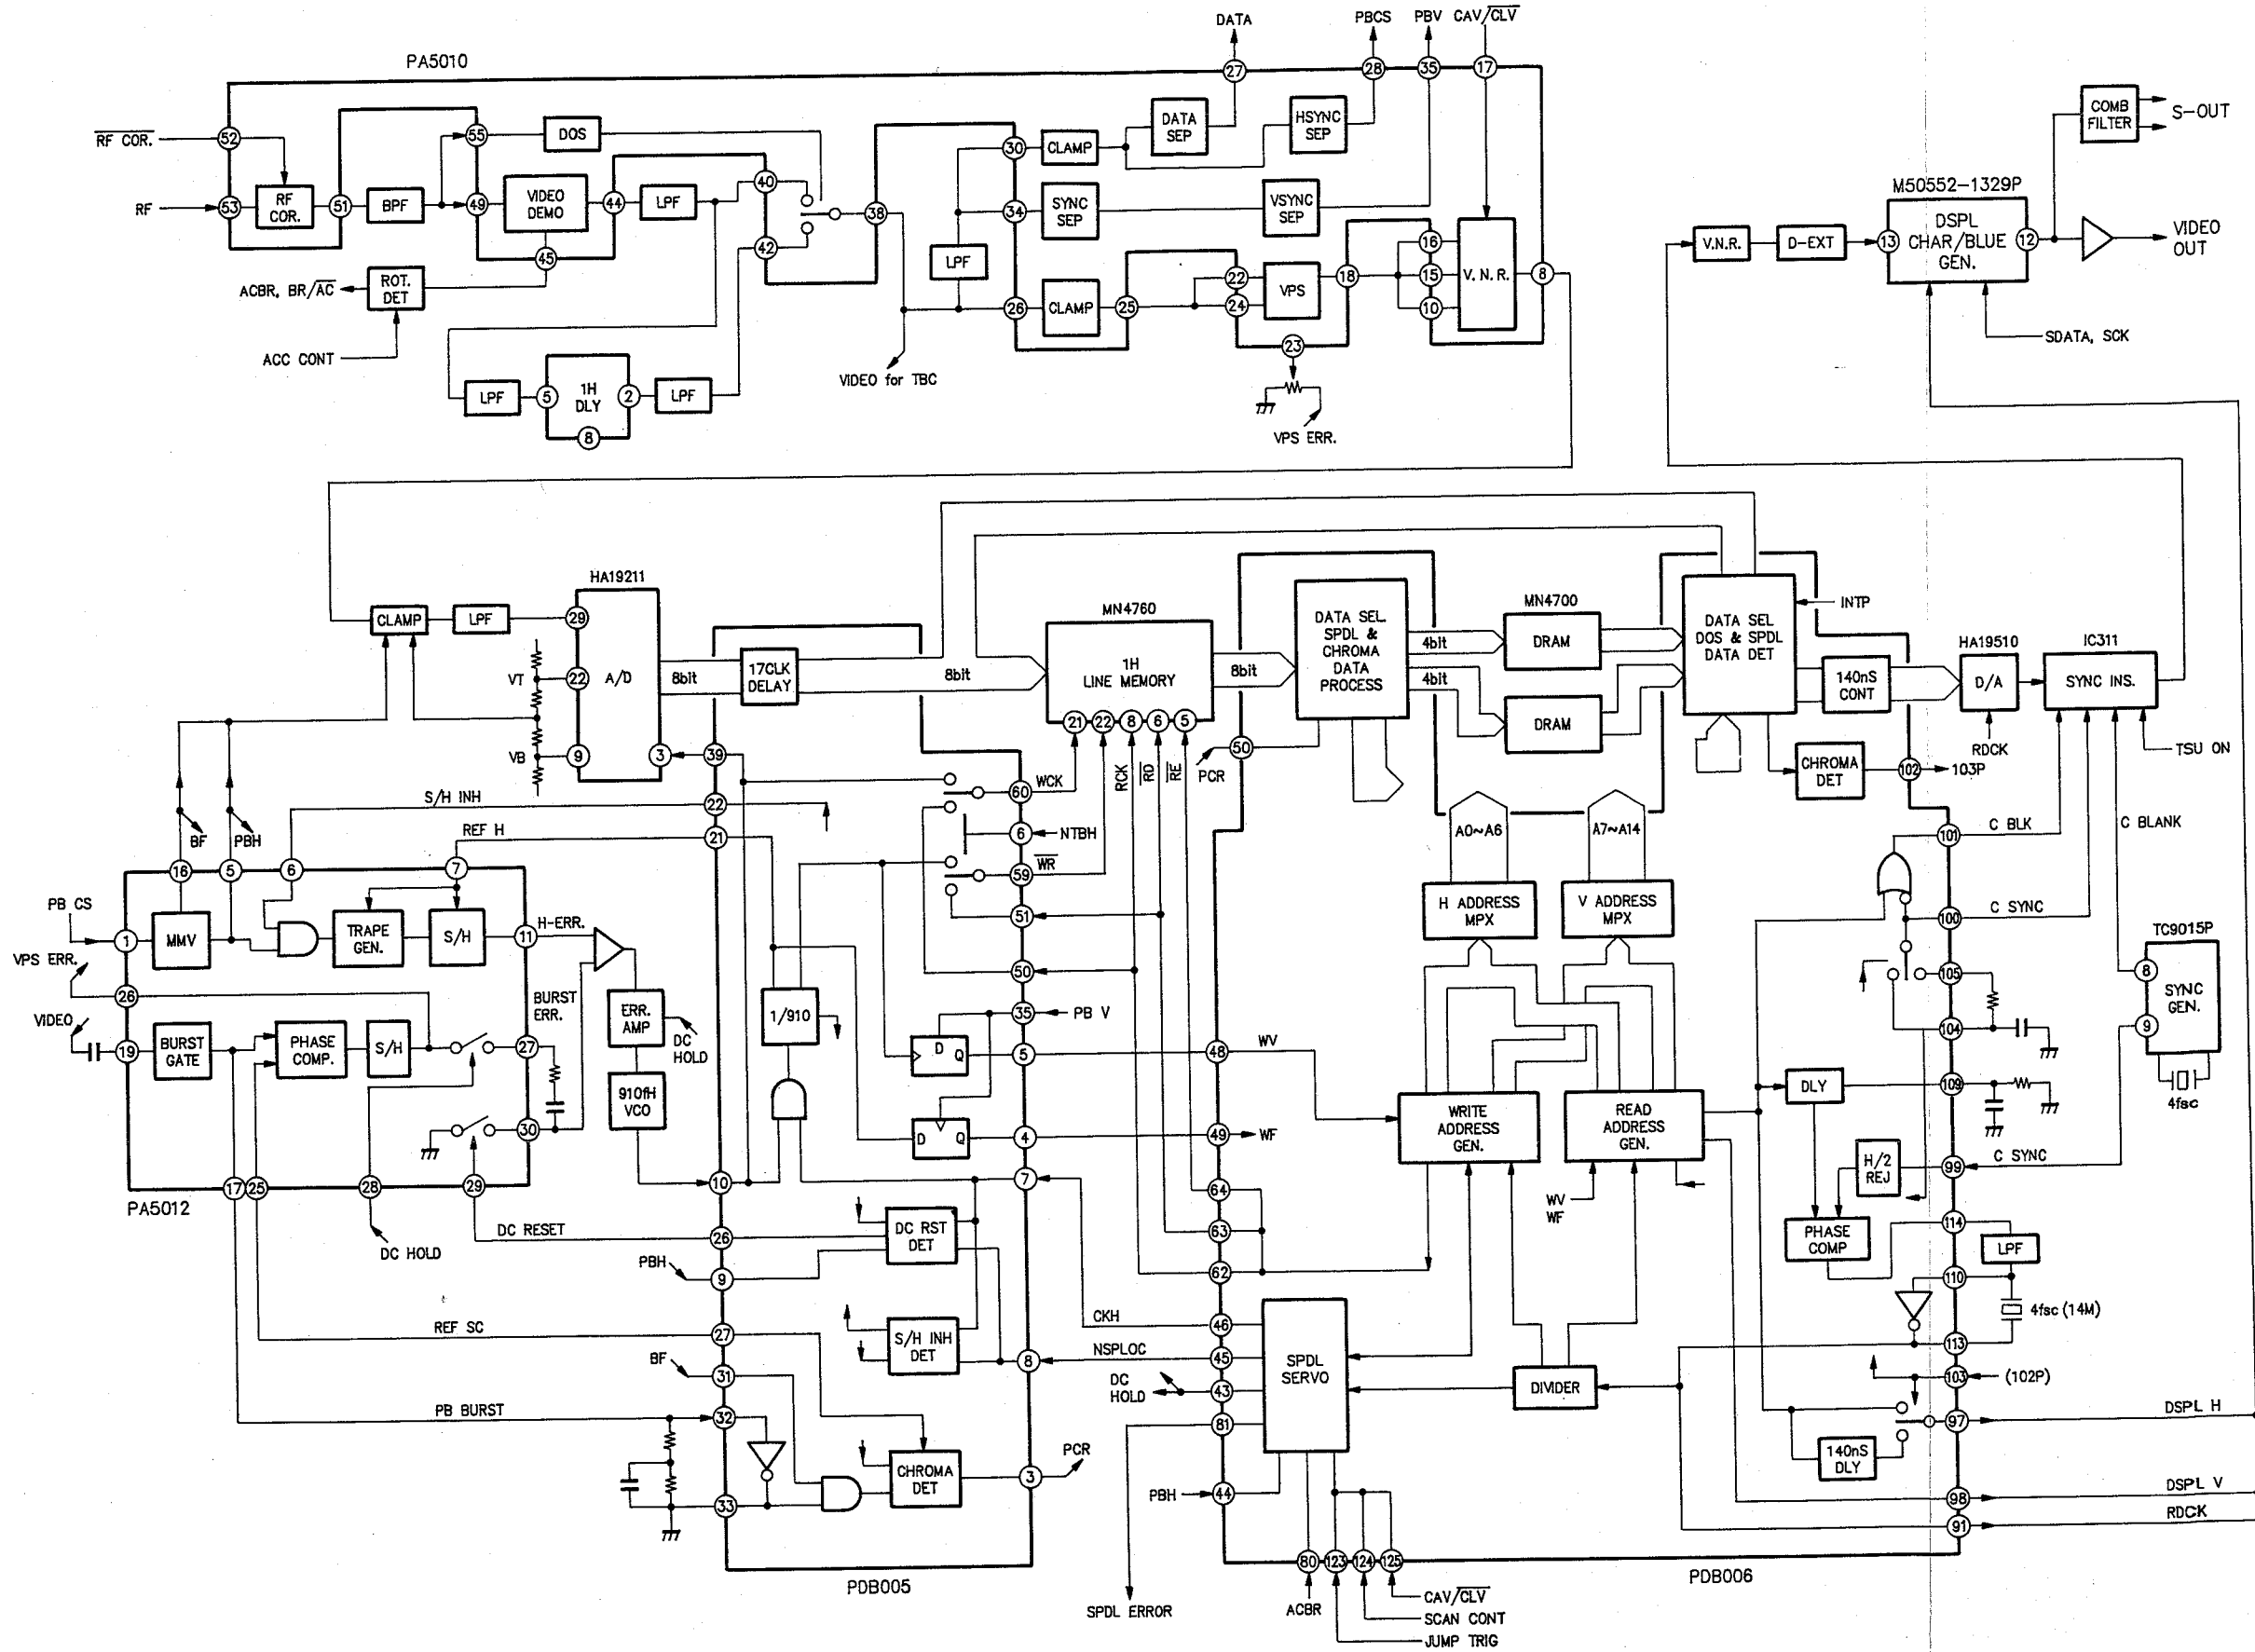 DATA
PBCS
PBV
CAV/CLV
PA5010
27
28
35
17
RF COR.
52
55
DOS
30
CLAMP
DATA
SEP
HSYNC
SEP
COMB
FILTER
S-OUT
RF
53
RF
COR.
51
BPF
49
VIDEO
DEMO
44
LPF
40
42
38
34
SYNC
SEP
VSYNC
SEP
M50552-1329P
V.N.R.
D-EXT
13
DSPL
CHAR/BLUE
GEN.
12
VIDEO
OUT
45
ACBR, BR/AC
ROT.
DET
ACC CONT
LPF
26
CLAMP
25
22
24
VPS
18
16
15
10
V. N. R.
8
23
VPS ERR.
SDATA, SCK
VIDEO for TBC
LPF
5
1H
DLY
2
8
LPF
HA19211
CLAMP
LPF
29
22
9
3
A/D
VT
VB
8bit
17CLK
DELAY
8bit
MN4760
1H
LINE MEMORY
21
22
8
6
5
8bit
DATA SEL
SPDL &
CHROMA
DATA
PROCESS
4bit
4bit
MN4700
DRAM
DRAM
DATA SEL
DOS & SPDL
DATA DET
INTP
140nS
CONT
HA19510
D/A
RDCK
IC311
SYNC INS.
TSU ON
CHROMA
DET
102
103P
50
PCR
39
S/H INH
22
REF H
21
BF
PBH
60
WCK
6
NTBH
59
WR
51
50
RCK
RD
RE
A0~A6
A7~A14
H ADDRESS
MPX
V ADDRESS
MPX
101
C BLK
C BLANK
100
C SYNC
105
104
TC9015P
8
SYNC
GEN.
9
4fsc
16
5
6
7
PB CS
1
MMV
TRAPE
GEN.
S/H
11
H-ERR.
VPS ERR.
26
VIDEO
19
BURST
GATE
PHASE
COMP.
S/H
27
BURST
ERR.
30
17
25
28
29
PA5012
DC HOLD
ERR.
AMP
DC
HOLD
910fH
VCO
1/910
35
PB V
D
Q
5
D
Q
4
48
WV
49
WF
WRITE
ADDRESS
GEN.
READ
ADDRESS
GEN.
WV
WF
DLY
109
H/2
REJ
99
C SYNC
PHASE
COMP
114
LPF
110
4fsc (14M)
113
103
(102P)
10
7
DC RESET
26
DC RST
DET
PBH
9
64
63
62
CKH
46
NSPLOC
45
DC
HOLD
43
81
SPDL
SERVO
DIVIDER
REF SC
27
S/H INH
DET
8
BF
31
PB BURST
32
CHROMA
DET
3
PCR
33
PDB005
PBH
44
SPDL ERROR
80
123
124
125
ACBR
CAV/CLV
SCAN CONT
JUMP TRIG
PDB006
140nS
DLY
97
DSPL H
98
DSPL V
91
RDCK